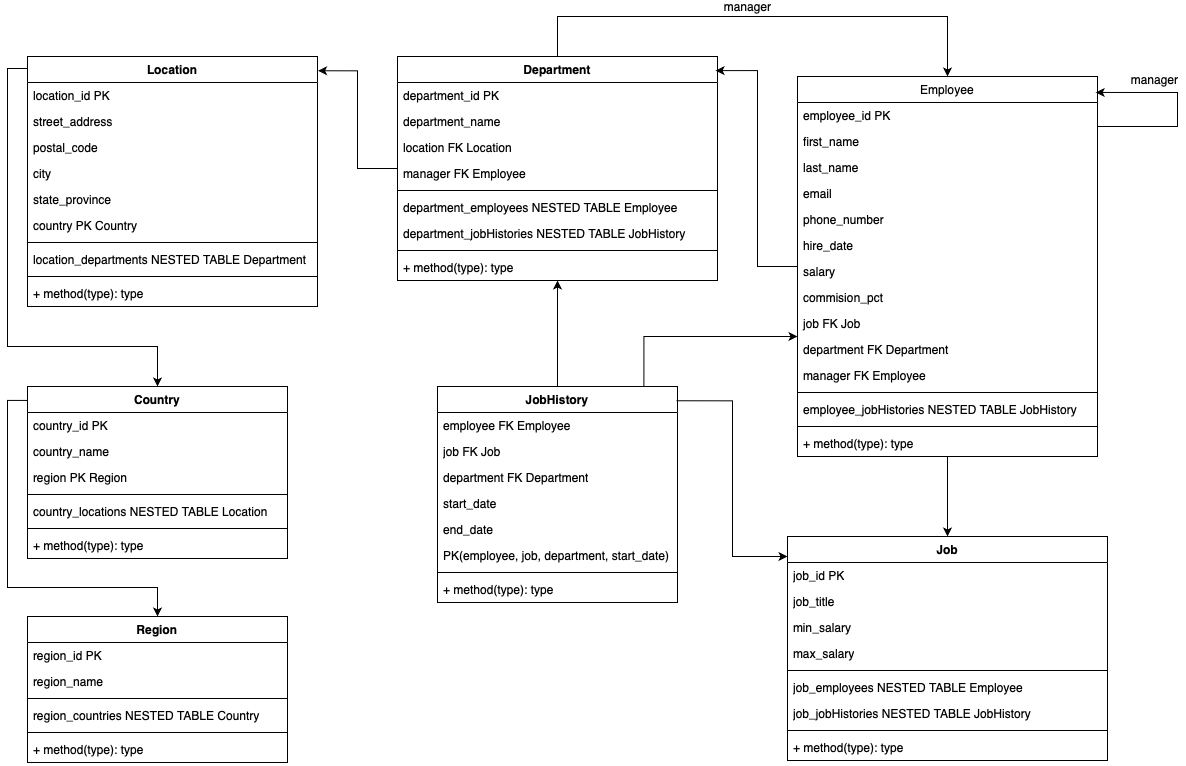 manager
Location
location_id PK
street_address
postal_code
city
state_province
country PK Country
location_departments NESTED TABLE Department
+ method(type): type
Department
department_id PK
department_name
location FK Location
manager FK Employee
department_employees NESTED TABLE Employee
department_jobHistories NESTED TABLE JobHistory
+ method(type): type
Employee
employee_id PK
first_name
last_name
email
phone_number
hire_date
salary
commision_pct
job FK Job
department FK Department
manager FK Employee
employee_jobHistories NESTED TABLE JobHistory
+ method(type): type
manager
Country
country_id PK
country_name
region PK Region
country_locations NESTED TABLE Location
+ method(type): type
JobHistory
employee FK Employee
job FK Job
department FK Department
start_date
end_date
PK(employee, job, department, start_date)
+ method(type): type
Job
job_id PK
job_title
min_salary
max_salary
job_employees NESTED TABLE Employee
job_jobHistories NESTED TABLE JobHistory
+ method(type): type
Region
region_id PK
region_name
region_countries NESTED TABLE Country
+ method(type): type